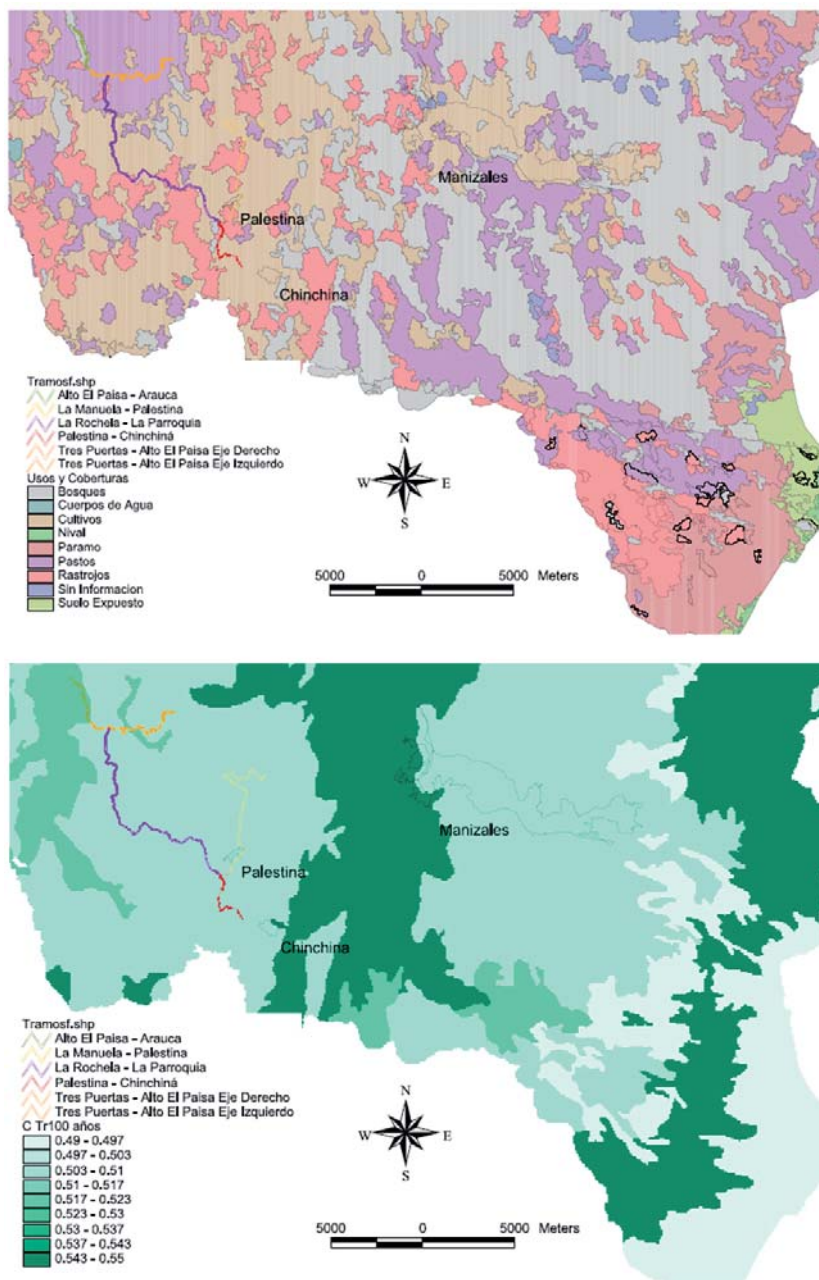 Manizales
Palestina
Chinchina
Tramosf.shp
Alto El Paisa - Arauca
La Manuela - Palestina
La Rochela - La Parroquia
Palestina - Chinchiná
Tres Puertas - Alto El Paisa Eje Derecho
Tres Puertas - Alto El Paisa Eje Izquierdo
Usos y Coberturas
Bosques
Cuerpos de Agua
Cultivos
Nival
Paramo
Pastos
Rastrojos
Sin Informacion
Suelo Expuesto
N
W E
S
5000 0 5000 Meters
Manizales
Palestina
Chinchina
Tramosf.shp
Alto El Paisa - Arauca
La Manuela - Palestina
La Rochela - La Parroquia
Palestina - Chinchiná
Tres Puertas - Alto El Paisa Eje Derecho
Tres Puertas - Alto El Paisa Eje Izquierdo
C Tr100 años
0.49 - 0.497
0.497 - 0.503
0.503 - 0.51
0.51 - 0.517
0.517 - 0.523
0.523 - 0.53
0.53 - 0.537
0.537 - 0.543
0.543 - 0.55
N
W E
S
5000 0 5000 Meters